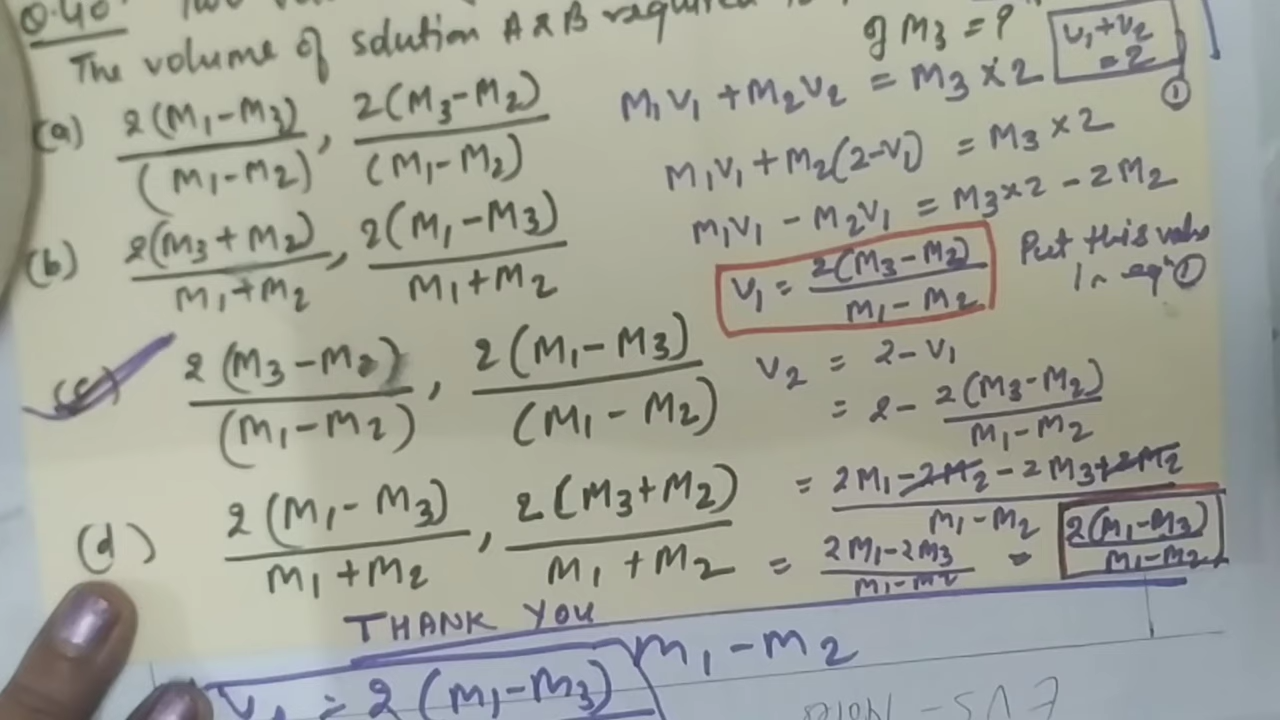 Q.40
The volume of solution A & B required
of M3 = ?
V1+V2 = 2
①
(a) 2(M1-M3)/(M1-M2), 2(M3-M2)/(M1-M2)
(b) 2(M3+M2)/M1+M2, 2(M1-M3)/M1+M2
(c) 2(M3-M2)/(M1-M2), 2(M1-M3)/(M1-M2)
(d) 2(M1-M3)/M1+M2, 2(M3+M2)/M1+M2
M1V1 + M2V2 = M3×2
M1V1 + M2(2-V1) = M3×2
M1V1 - M2V1 = M3×2 - 2M2
V1 = 2(M3-M2)/M1-M2
Put this value
in eqn ①
V2 = 2-V1
= 2 - 2(M3-M2)/M1-M2
= 2M1-2M2-2M3+2M2/M1-M2
= 2M1-2M3/M1-M2 = 2(M1-M3)/M1-M2
THANK YOU
M1-M2
= 2(M1-M3)